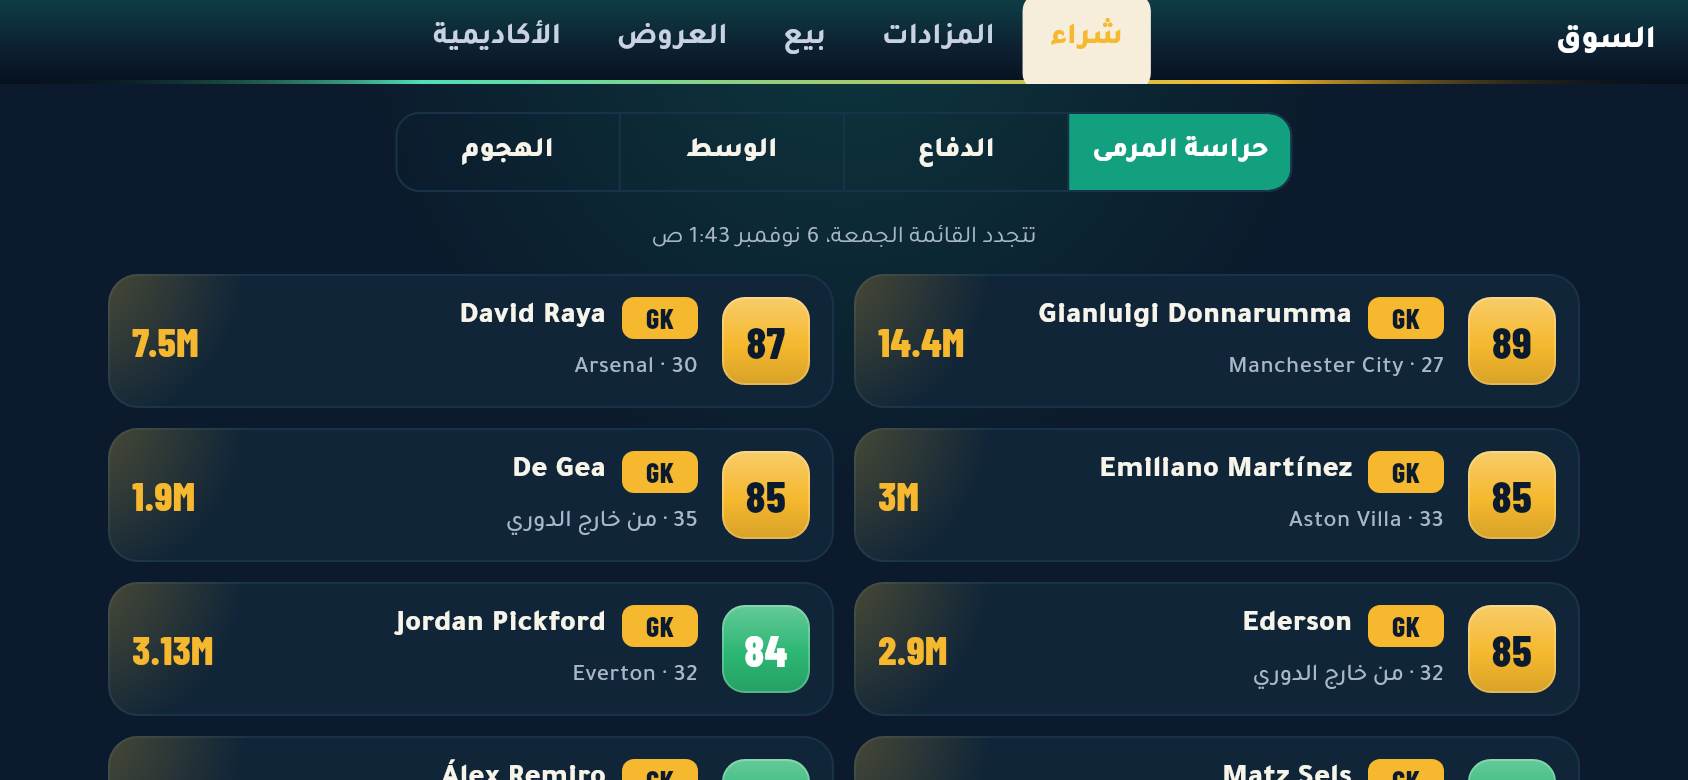 السوق
شراء
المزادات
بيع
العروض
الأكاديمية
حراسة المرمى
الدفاع
الوسط
الهجوم
تتجدد القائمة الجمعة، 6 نوفمبر 1:43 ص
89
GK Gianluigi Donnarumma
27 · Manchester City
14.4M
87
GK David Raya
30 · Arsenal
7.5M
85
GK Emiliano Martínez
33 · Aston Villa
3M
85
GK De Gea
35 · من خارج الدوري
1.9M
85
GK Ederson
32 · من خارج الدوري
2.9M
84
GK Jordan Pickford
32 · Everton
3.13M
GK Matz Sels
GK Álex Remiro